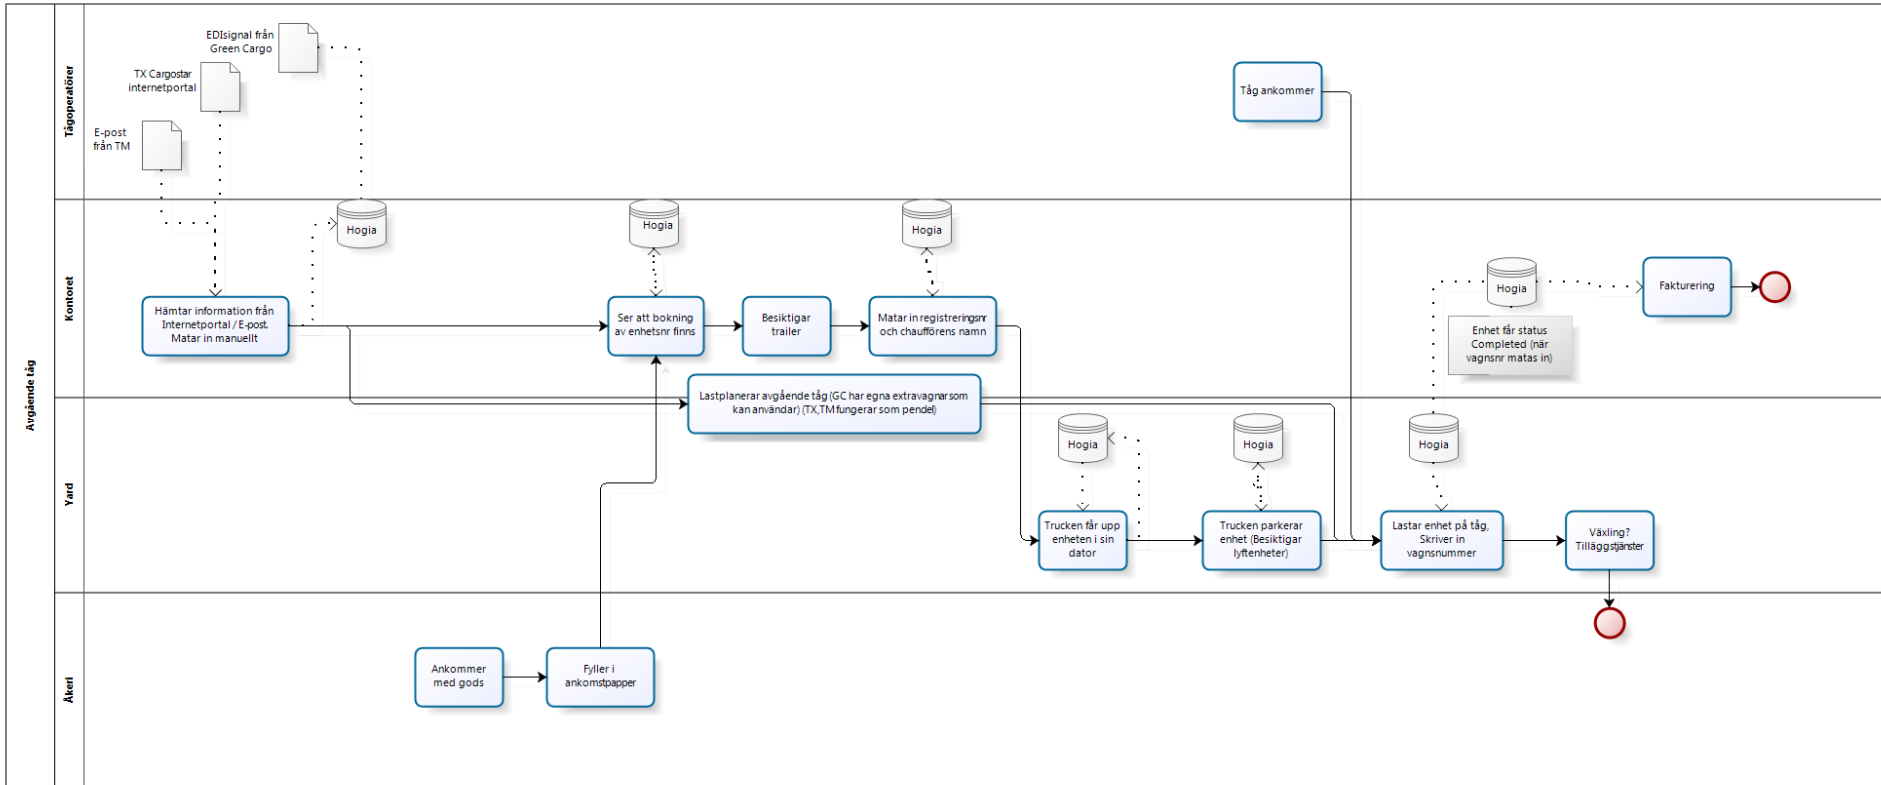 Avgående tåg
Tågoperatörer
EDIsignal från
Green Cargo
TX Cargostar
internetportal
E-post
från TM
Tåg ankommer
Kontoret
Hogia
Hogia
Hogia
Hämtar information från
Internetportal / E-post.
Matar in manuellt
Ser att bokning
av enhetsnr finns
Besiktigar
trailer
Matar in registreringsnr
och chaufförens namn
Hogia
Enhet får status
Completed (när
vagnsnr matas in)
Fakturering
Lastplanerar avgående tåg (GC har egna extravagnarsom
kan användar) (TX,TM fungerar som pendel)
Yard
Hogia
Hogia
Hogia
Trucken får upp
enheten i sin
dator
Trucken parkerar
enhet (Besiktigar
lyftenheter)
Lastar enhet på tåg,
Skriver in
vagnsnummer
Växling?
Tilläggstjänster
Åkeri
Ankommer
med gods
Fyller i
ankomstpapper